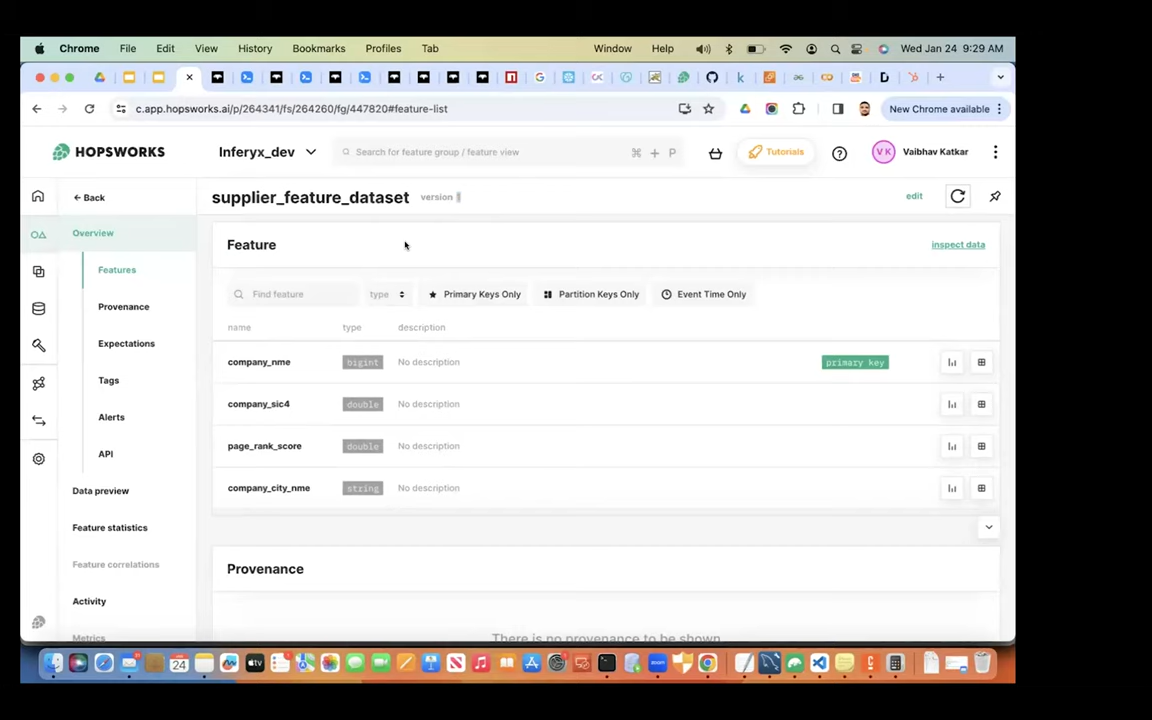 Chrome File Edit View History Bookmarks Profiles Tab Window Help Wed Jan 24 9:29 AM
c.app.hopsworks.ai/p/264341/fs/264260/fg/447820#feature-list New Chrome available
HOPSWORKS Inferyx_dev Search for feature group / feature view ⌘ + P Tutorials VK Vaibhav Katkar
← Back supplier_feature_dataset version edit
Overview
Features
Provenance
Expectations
Tags
Alerts
API
Data preview
Feature statistics
Feature correlations
Activity
Metrics
Feature inspect data
Find feature type Primary Keys Only Partition Keys Only Event Time Only
name type description
company_nme bigint No description primary key
company_sic4 double No description
page_rank_score double No description
company_city_nme string No description
Provenance
There is no provenance to be shown
24